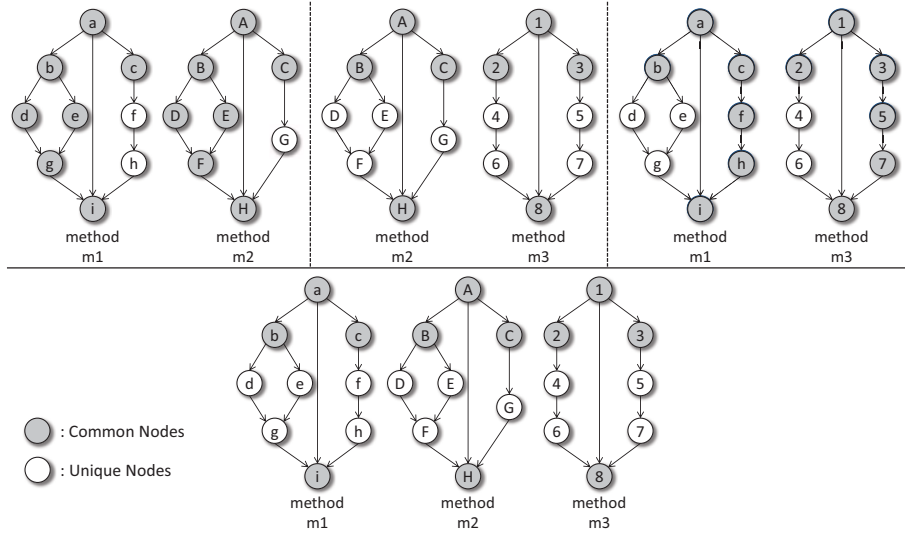 a A A 1 a 1
b c B C B C 2 3 b c 2 3
d e f D E D E 4 5 d e f 4 5
G G
g h F F 6 7 g h 6 7
i H H 8 i 8
method method method method method method
m1 m2 m2 m3 m1 m3
a A 1
b c B C 2 3
d e f D E 4 5
G
g h F 6 7
: Common Nodes
: Unique Nodes
i H 8
method method method
m1 m2 m3